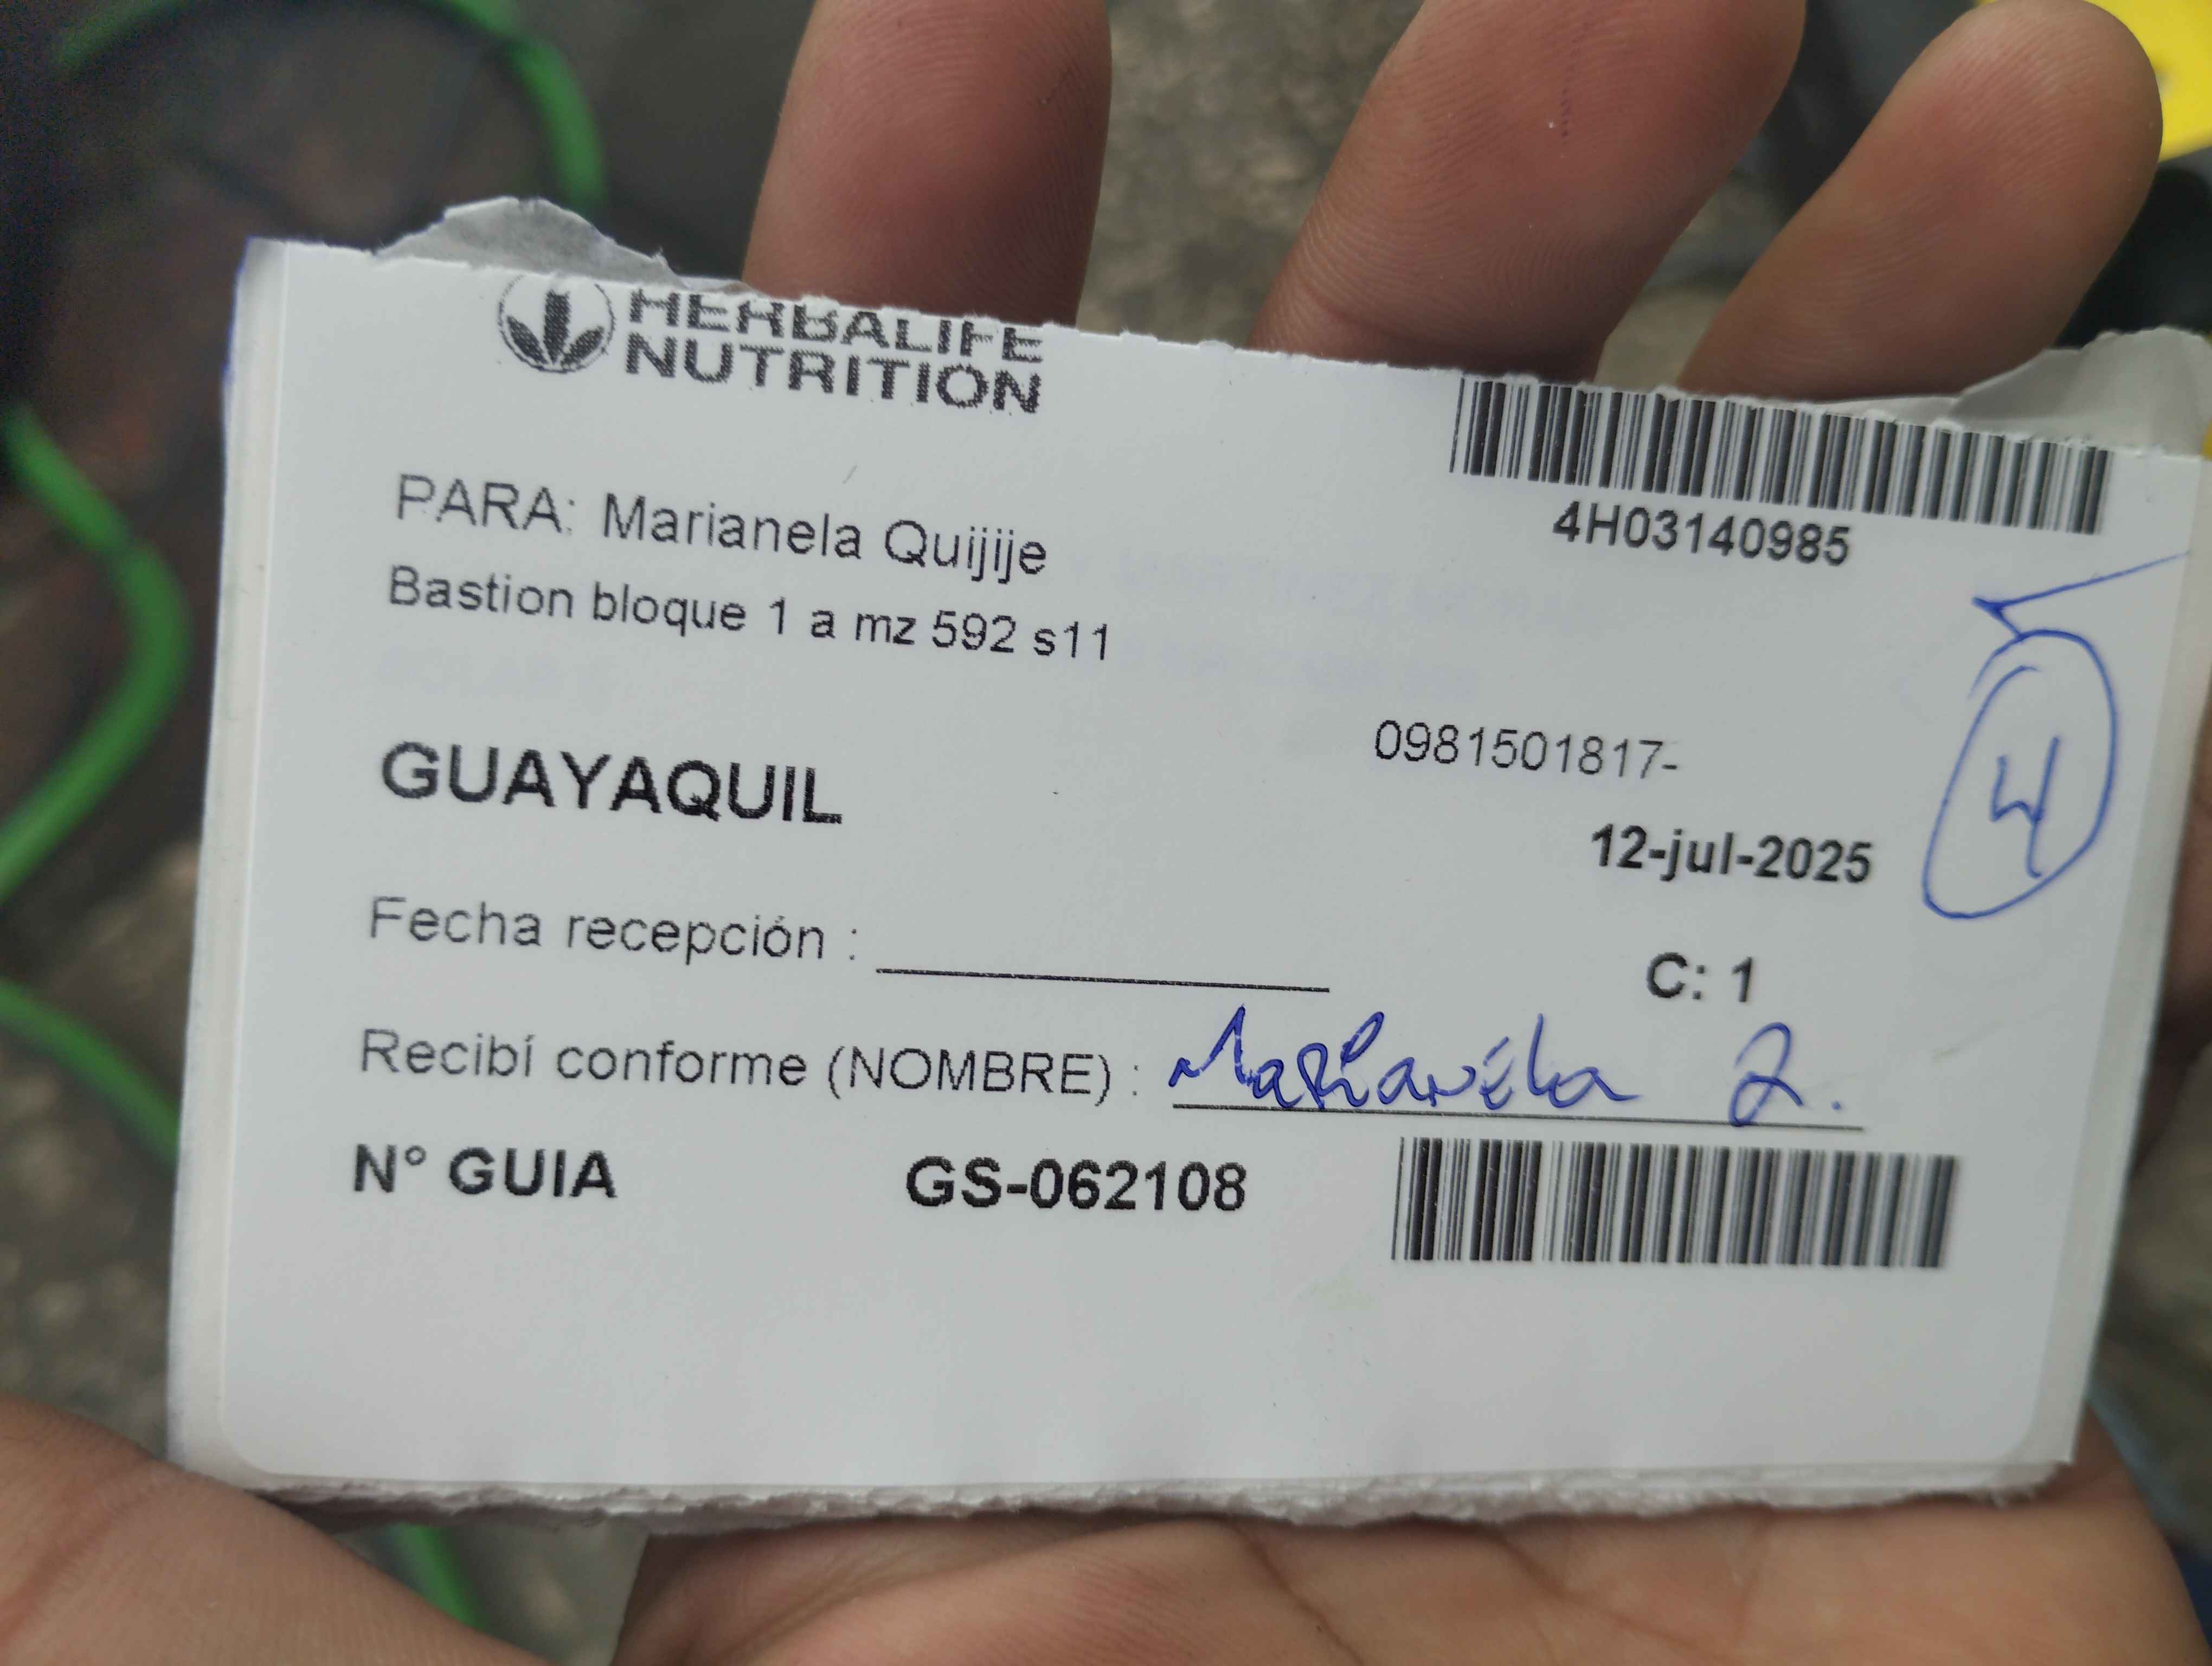 HERBALIFE
NUTRITION
4H03140985
PARA: Marianela Quijije
Bastion bloque 1 a mz 592 s11
0981501817-
GUAYAQUIL
12-jul-2025
4
Fecha recepción :
C: 1
Recibí conforme (NOMBRE) : Marianela Q.
N° GUIA GS-062108